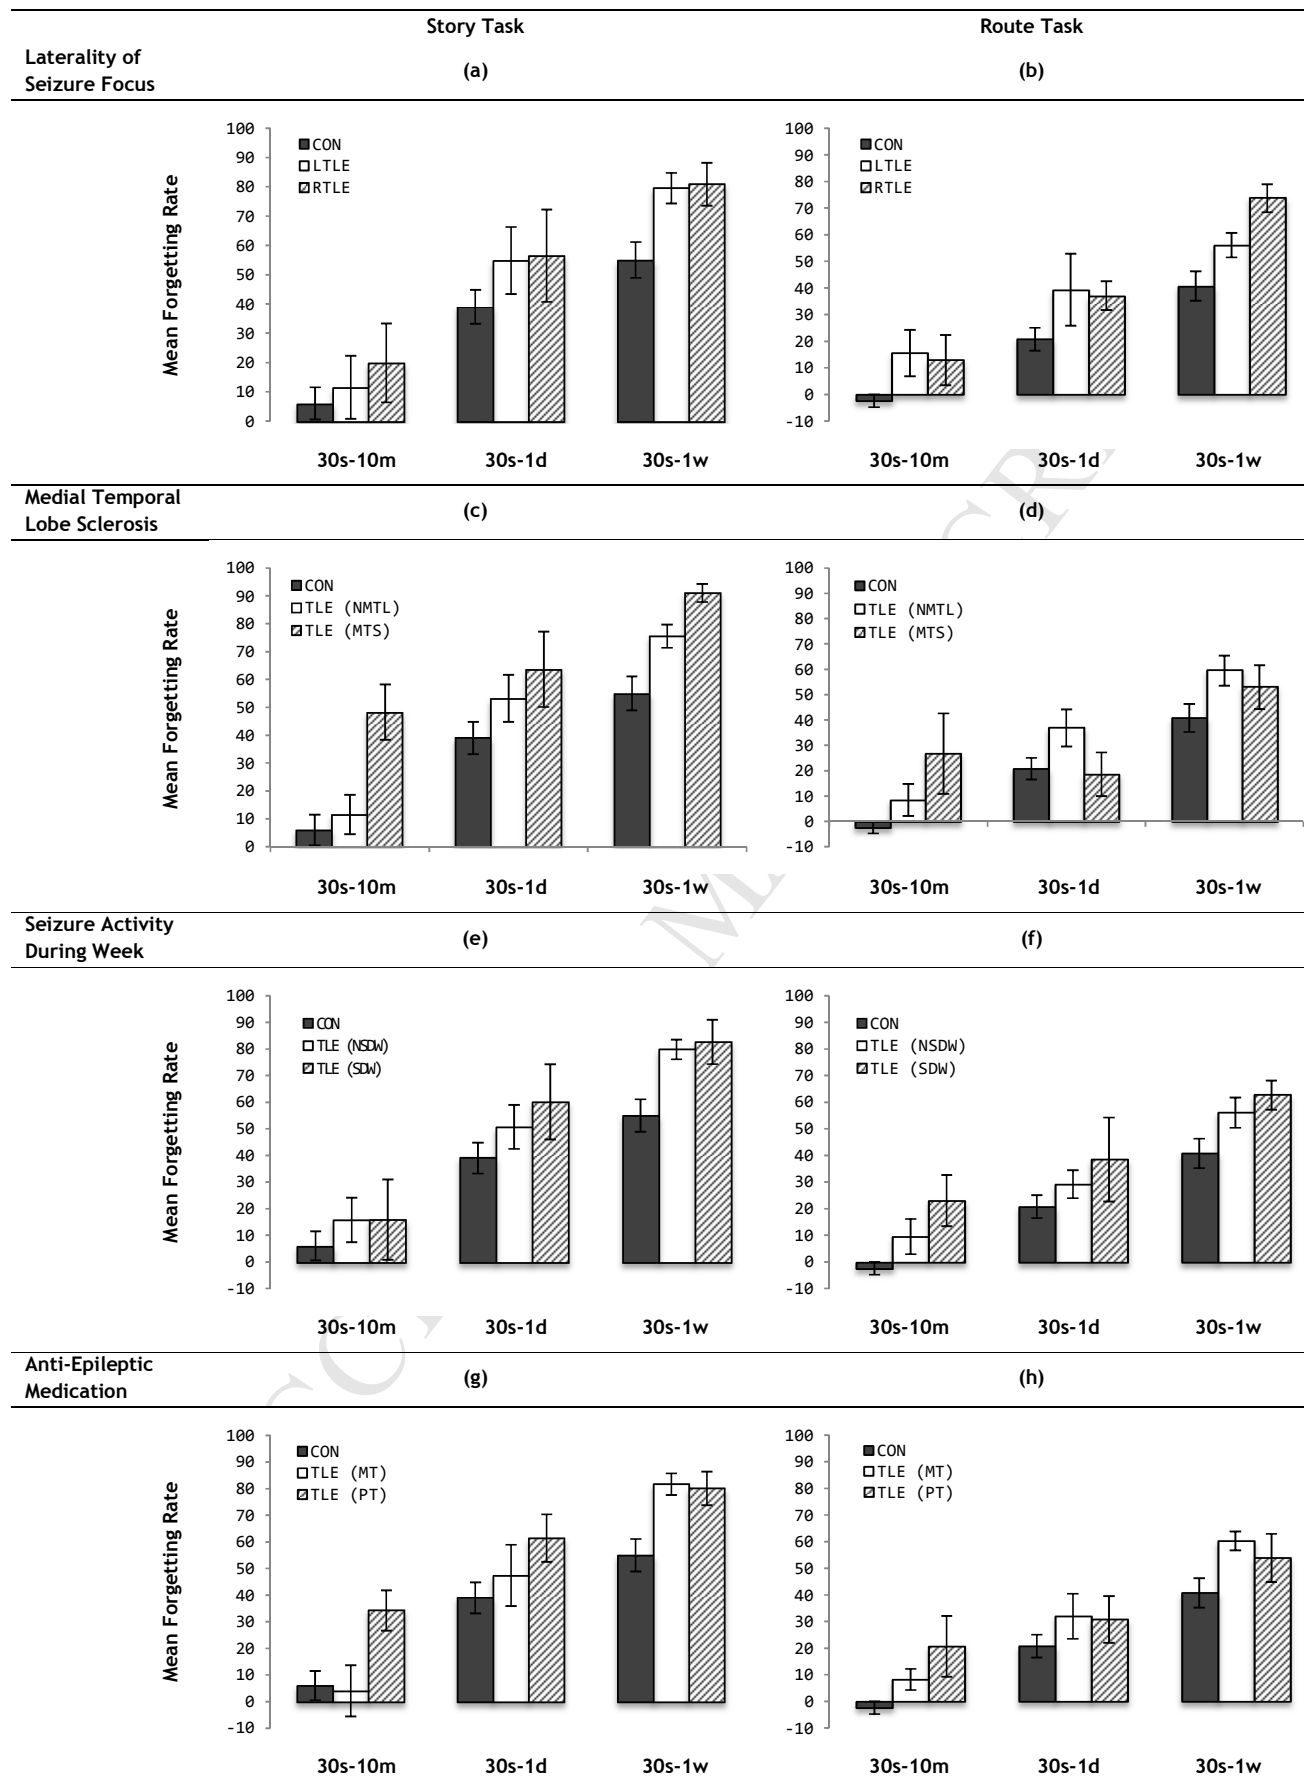 Story Task
Route Task
Laterality of
Seizure Focus
(a)
(b)
Mean Forgetting Rate
100
90
80
70
60
50
40
30
20
10
0
CON
LTLE
RTLE
30s-10m
30s-1d
30s-1w
100
90
80
70
60
50
40
30
20
10
0
-10
CON
LTLE
RTLE
30s-10m
30s-1d
30s-1w
Medial Temporal
Lobe Sclerosis
(c)
(d)
Mean Forgetting Rate
100
90
80
70
60
50
40
30
20
10
0
CON
TLE (NMTL)
TLE (MTS)
30s-10m
30s-1d
30s-1w
100
90
80
70
60
50
40
30
20
10
0
-10
CON
TLE (NMTL)
TLE (MTS)
30s-10m
30s-1d
30s-1w
Seizure Activity
During Week
(e)
(f)
Mean Forgetting Rate
100
90
80
70
60
50
40
30
20
10
0
-10
CON
TLE (NSDW)
TLE (SDW)
30s-10m
30s-1d
30s-1w
100
90
80
70
60
50
40
30
20
10
0
-10
CON
TLE (NSDW)
TLE (SDW)
30s-10m
30s-1d
30s-1w
Anti-Epileptic
Medication
(g)
(h)
Mean Forgetting Rate
100
90
80
70
60
50
40
30
20
10
0
-10
CON
TLE (MT)
TLE (PT)
30s-10m
30s-1d
30s-1w
100
90
80
70
60
50
40
30
20
10
0
-10
CON
TLE (MT)
TLE (PT)
30s-10m
30s-1d
30s-1w